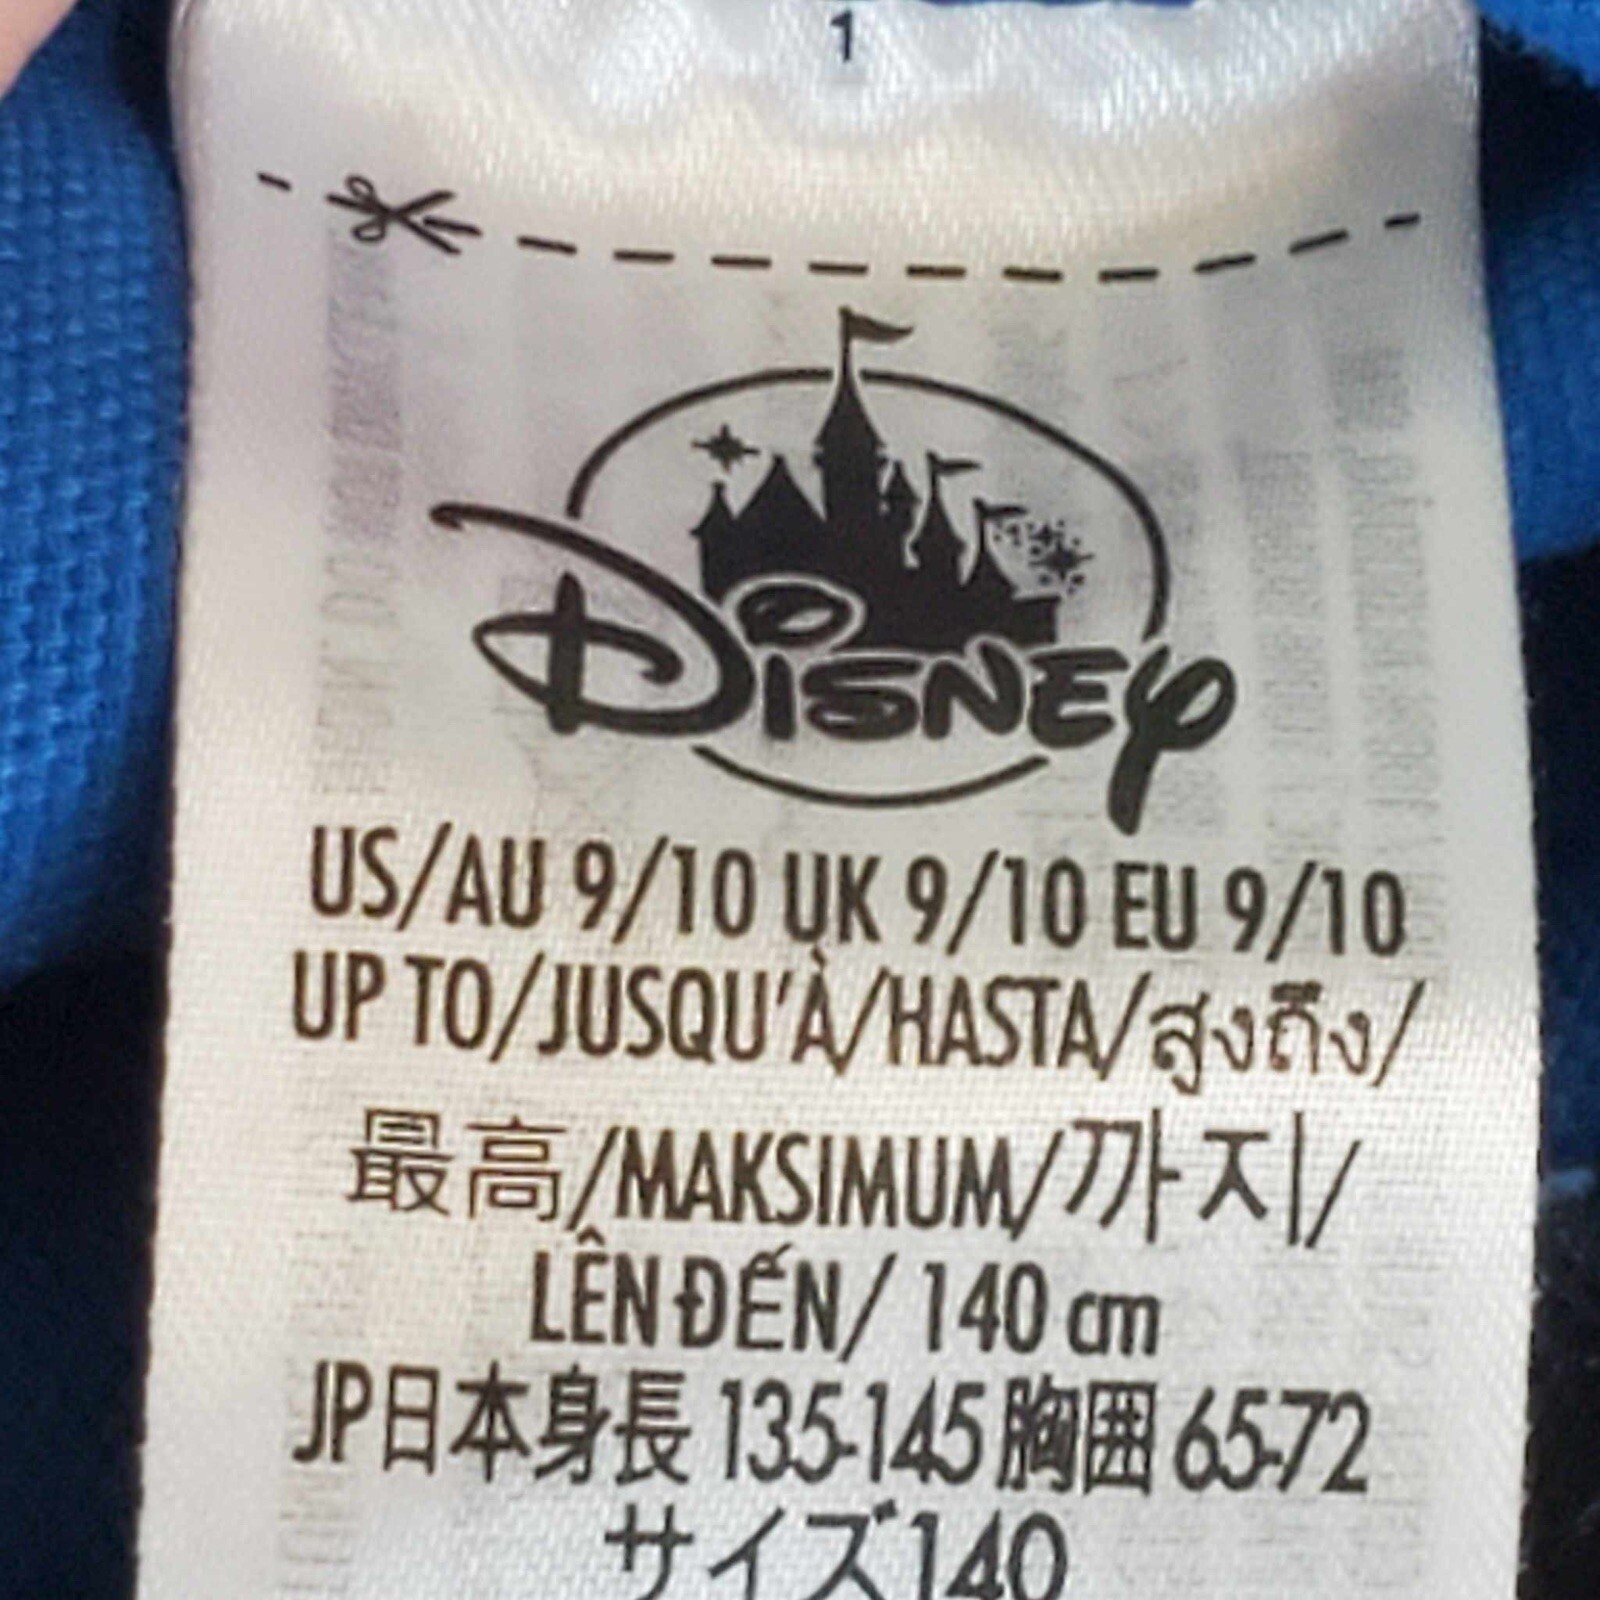 1
Disney
US/AU 9/10 UK 9/10 EU 9/10
UP TO/JUSQU'À/HASTA/สูงถึง/
最高/MAKSIMUM/까지/
LÊN ĐẾN/ 140 cm
JP日本身長 135-145 胸囲 65-72
サイズ140